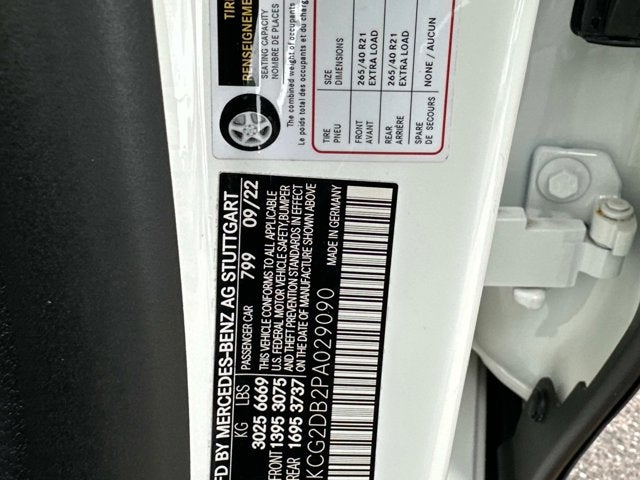 TIRE
RENSEIGNEMENT
SEATING CAPACITY
NOMBRE DE PLACES
The combined weight of occupants
Le poids total des occupants et du char
TIRE
PNEU
SIZE
DIMENSIONS
FRONT
AVANT
265/40 R21
EXTRA LOAD
REAR
ARRIÈRE
265/40 R21
EXTRA LOAD
SPARE
DE SECOURS
NONE / AUCUN
FD BY MERCEDES-BENZ AG STUTTGART
PASSENGER CAR 799 09/22
KG LBS
3025 6669
FRONT 1395 3075
REAR 1695 3737
THIS VEHICLE CONFORMS TO ALL APPLICABLE
U.S. FEDERAL MOTOR VEHICLE SAFETY, BUMPER
AND THEFT PREVENTION STANDARDS IN EFFECT
ON THE DATE OF MANUFACTURE SHOWN ABOVE
KCG2DB2PA029090
MADE IN GERMANY